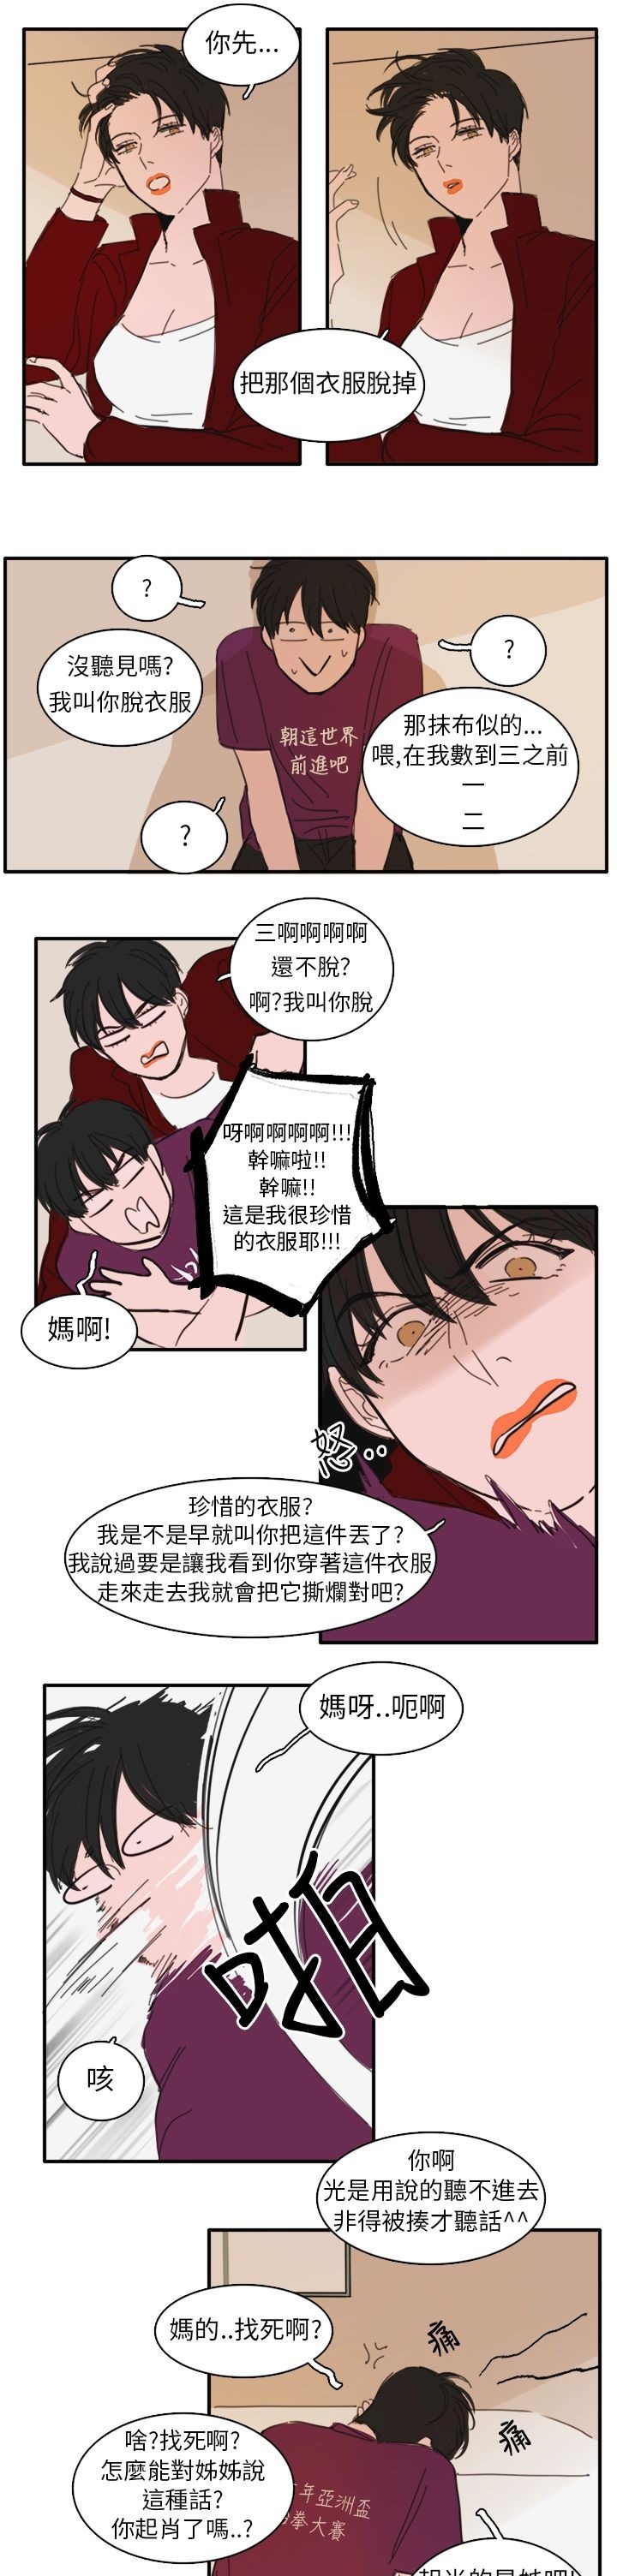 你先...
把那個衣服脫掉
?
沒聽見嗎?
我叫你脫衣服
?
朝這世界
前進吧
那抹布似的...
喂,在我數到三之前
一
二
?
三啊啊啊啊
還不脫?
啊?我叫你脫
呀啊啊啊啊!!!
幹嘛啦!!
幹嘛!!
這是我很珍惜
的衣服耶!!!
媽啊!
怒..
珍惜的衣服?
我是不是早就叫你把這件丟了?
我說過要是讓我看到你穿著這件衣服
走來走去我就會把它撕爛對吧?
媽呀..呃啊
啪
咳
你啊
光是用說的聽不進去
非得被揍才聽話^^
媽的..找死啊?
痛
痛
啥?找死啊?
怎麼能對姊姊說
這種話?
你起肖了嗎..?
年亞洲盃
拳大賽
起肖的是姊吧!